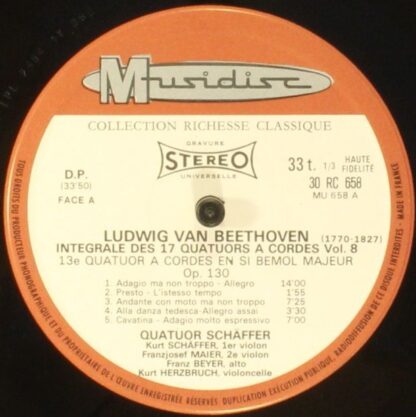 Musidisc
COLLECTION RICHESSE CLASSIQUE
GRAVURE
STEREO
UNIVERSELLE
D.P.
(33'50)
FACE A
33 t. 1/3 HAUTE FIDELITÉ
30 RC 658
MU 658 A
LUDWIG VAN BEETHOVEN (1770-1827)
INTEGRALE DES 17 QUATUORS A CORDES Vol. 8
13e QUATUOR A CORDES EN SI BEMOL MAJEUR
Op. 130
1 Adagio ma non troppo - Allegro 14'00
2. Presto - L'istesso tempo 1'55
3. Andante con moto ma non troppo 7'25
4. Alla danza tedesca-Allegro assai 3'30
5. Cavatina - Adagio molto espressivo 7'00
QUATUOR SCHÄFFER
Kurt SCHÄFFER, 1er violon
Franzjosef MAIER, 2e violon
Franz BEYER, alto
Kurt HERZBRUCH, violoncelle
TOUS DROITS DU PRODUCTEUR PHONOGRAPHIQUE ET DU PROPRIETAIRE DE L'ŒUVRE ENREGISTRÉE RÉSERVÉS DUPLICATION EXECUTION PUBLIQUE, RADIODIFFUSION DE CE DISQUE INTERDITES - MADE IN FRANCE